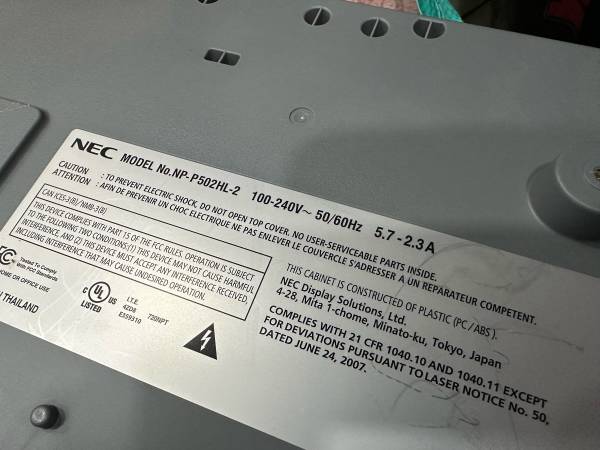 NEC MODEL No.NP-P502HL-2 100-240V~ 50/60Hz 5.7 - 2.3 A
CAUTION : TO PREVENT ELECTRIC SHOCK, DO NOT OPEN TOP COVER. NO USER-SERVICEABLE PARTS INSIDE.
ATTENTION : AFIN DE PREVENIR UN CHOC ELECTRIQUE NE PAS ENLEVER LE COUVERCLE S'ADRESSER A UN REPARATEUR COMPETENT.
CAN ICES-3(B)/NMB-3(B)
THIS DEVICE COMPLIES WITH PART 15 OF THE FCC RULES. OPERATION IS SUBJECT
TO THE FOLLOWING TWO CONDITIONS:(1) THIS DEVICE MAY NOT CAUSE HARMFUL
INTERFERENCE, AND (2) THIS DEVICE MUST ACCEPT ANY INTERFERENCE RECEIVED,
INCLUDING INTERFERENCE THAT MAY CAUSE UNDESIRED OPERATION.
FC Tested To Comply
With FCC Standards
HOME OR OFFICE USE
THAILAND
c UL US
LISTED
I.T.E.
42D8
E359310
720NPT
THIS CABINET IS CONSTRUCTED OF PLASTIC (PC / ABS).
NEC Display Solutions, Ltd.
4-28, Mita 1-chome, Minato-ku, Tokyo, Japan
COMPLIES WITH 21 CFR 1040.10 AND 1040.11 EXCEPT
FOR DEVIATIONS PURSUANT TO LASER NOTICE No. 50,
DATED JUNE 24, 2007.